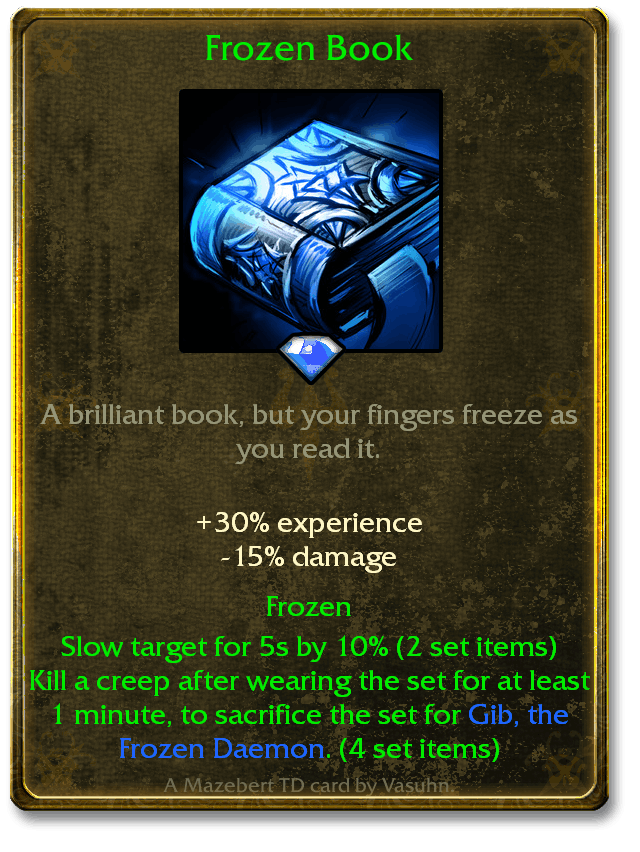 Frozen Book
A brilliant book, but your fingers freeze as
you read it.
+30% experience
-15% damage
Frozen
Slow target for 5s by 10% (2 set items)
Kill a creep after wearing the set for at least
1 minute, to sacrifice the set for Gib, the
Frozen Daemon. (4 set items)
A Mazebert TD card by Vasuhn.